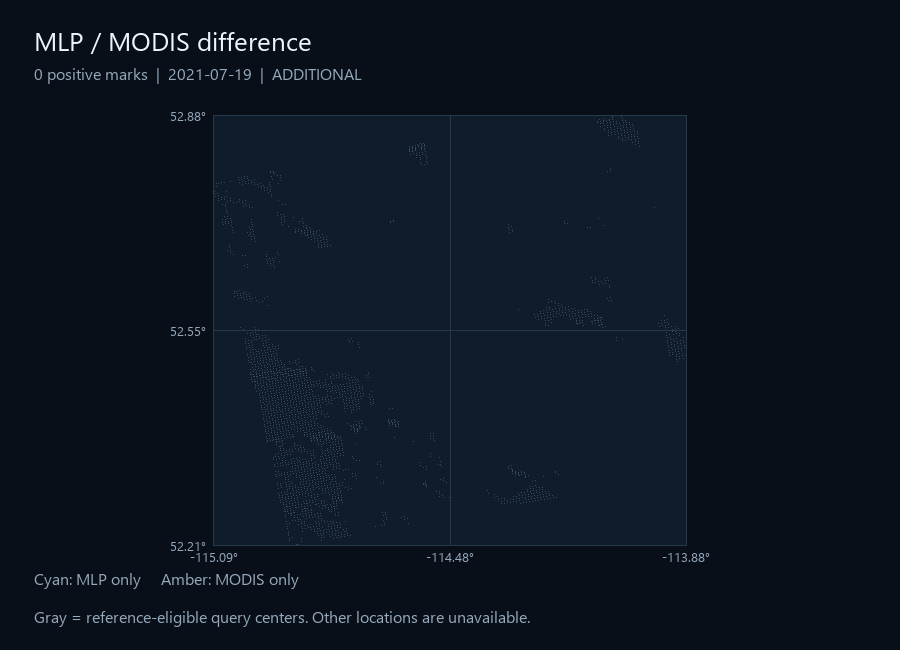 MLP / MODIS difference
0 positive marks | 2021-07-19 | ADDITIONAL
52.88°
52.55°
52.21°
-115.09° -114.48° -113.88°
Cyan: MLP only Amber: MODIS only
Gray = reference-eligible query centers. Other locations are unavailable.